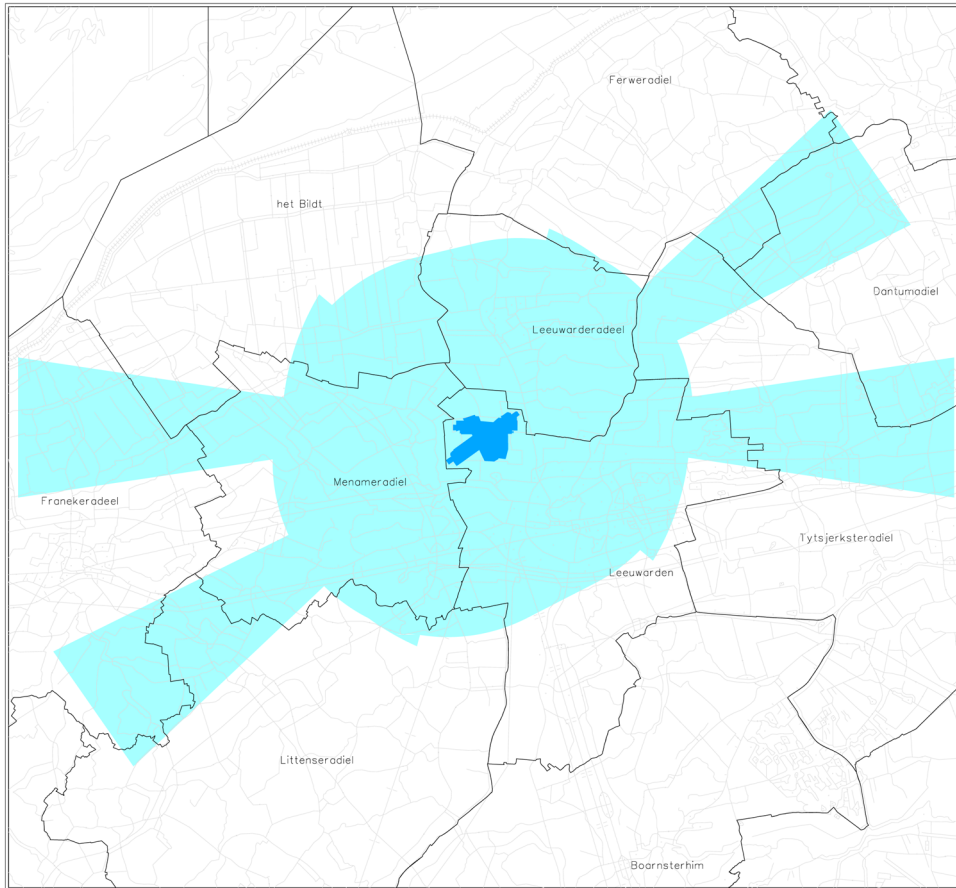 Ferweradiel
het Bildt
Dantumadiel
Leeuwarderadeel
Menameradiel
Franekeradeel
Tytsjerksteradiel
Leeuwarden
Littenseradiel
Boarnsterhim